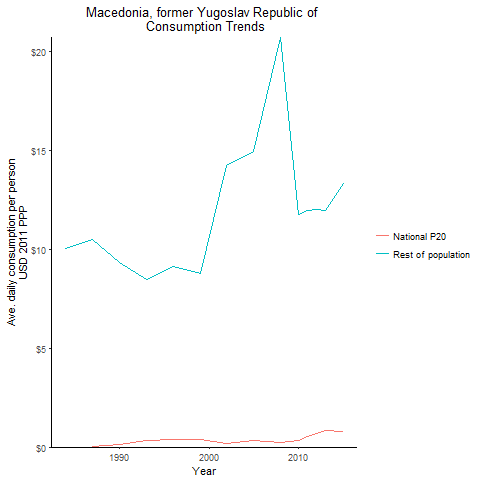 Macedonia, former Yugoslav Republic of
Consumption Trends
Ave. daily consumption per person
USD 2011 PPP
$20
$15
$10
$5
$0
1990
2000
2010
Year
National P20
Rest of population